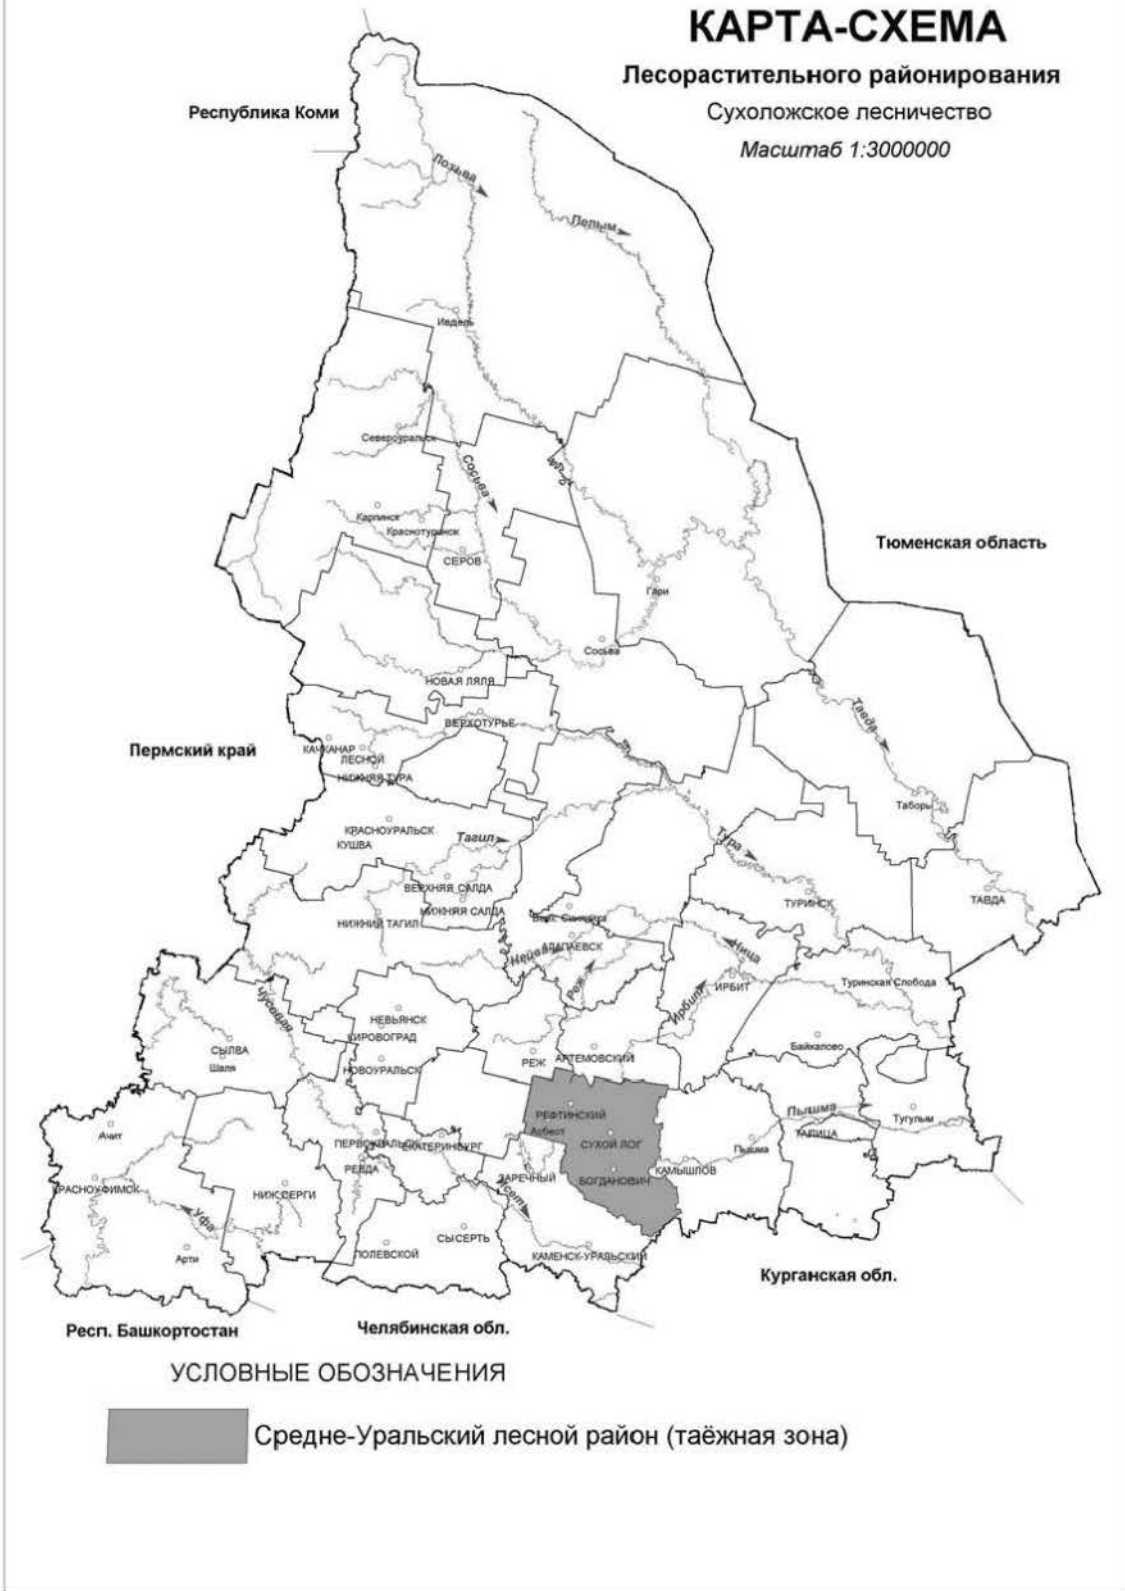 КАРТА-СХЕМА
Лесорастительного районирования
Сухоложское лесничество
Масштаб 1:3000000
Республика Коми
Лозьва
Пелым
Ивдель
Североуральск
Сосьва
Карпинск
Краснотурьинск
СЕРОВ
Тюменская область
Гари
Сосьва
НОВАЯ ЛЯЛЯ
ВЕРХОТУРЬЕ
Тавда
Пермский край
КАЧКАНАР
ЛЕСНОЙ
НИЖНЯЯ ТУРА
Таборы
КРАСНОУРАЛЬСК
КУШВА
Тагил
Тура
ВЕРХНЯЯ САЛДА
НИЖНЯЯ САЛДА
ТУРИНСК
ТАВДА
НИЖНИЙ ТАГИЛ
Верх. Синячиха
АЛАПАЕВСК
Нейва
Ница
Реж
Ирбит
ИРБИТ
Туринская Слобода
Чусовая
НЕВЬЯНСК
КИРОВОГРАД
Байкалово
СЫЛВА
Шаля
НОВОУРАЛЬСК
РЕЖ
АРТЕМОВСКИЙ
РЕФТИНСКИЙ
Асбест
Пышма
Тугулым
ТАЛИЦА
Ачит
ПЕРВОУРАЛЬСК
ЕКАТЕРИНБУРГ
СУХОЙ ЛОГ
Пышма
РЕВДА
ЗАРЕЧНЫЙ
БОГДАНОВИЧ
КАМЫШЛОВ
КРАСНОУФИМСК
НИЖ.СЕРГИ
Исеть
Уфа
СЫСЕРТЬ
Арти
ПОЛЕВСКОЙ
КАМЕНСК-УРАЛЬСКИЙ
Курганская обл.
Респ. Башкортостан
Челябинская обл.
УСЛОВНЫЕ ОБОЗНАЧЕНИЯ
Средне-Уральский лесной район (таёжная зона)